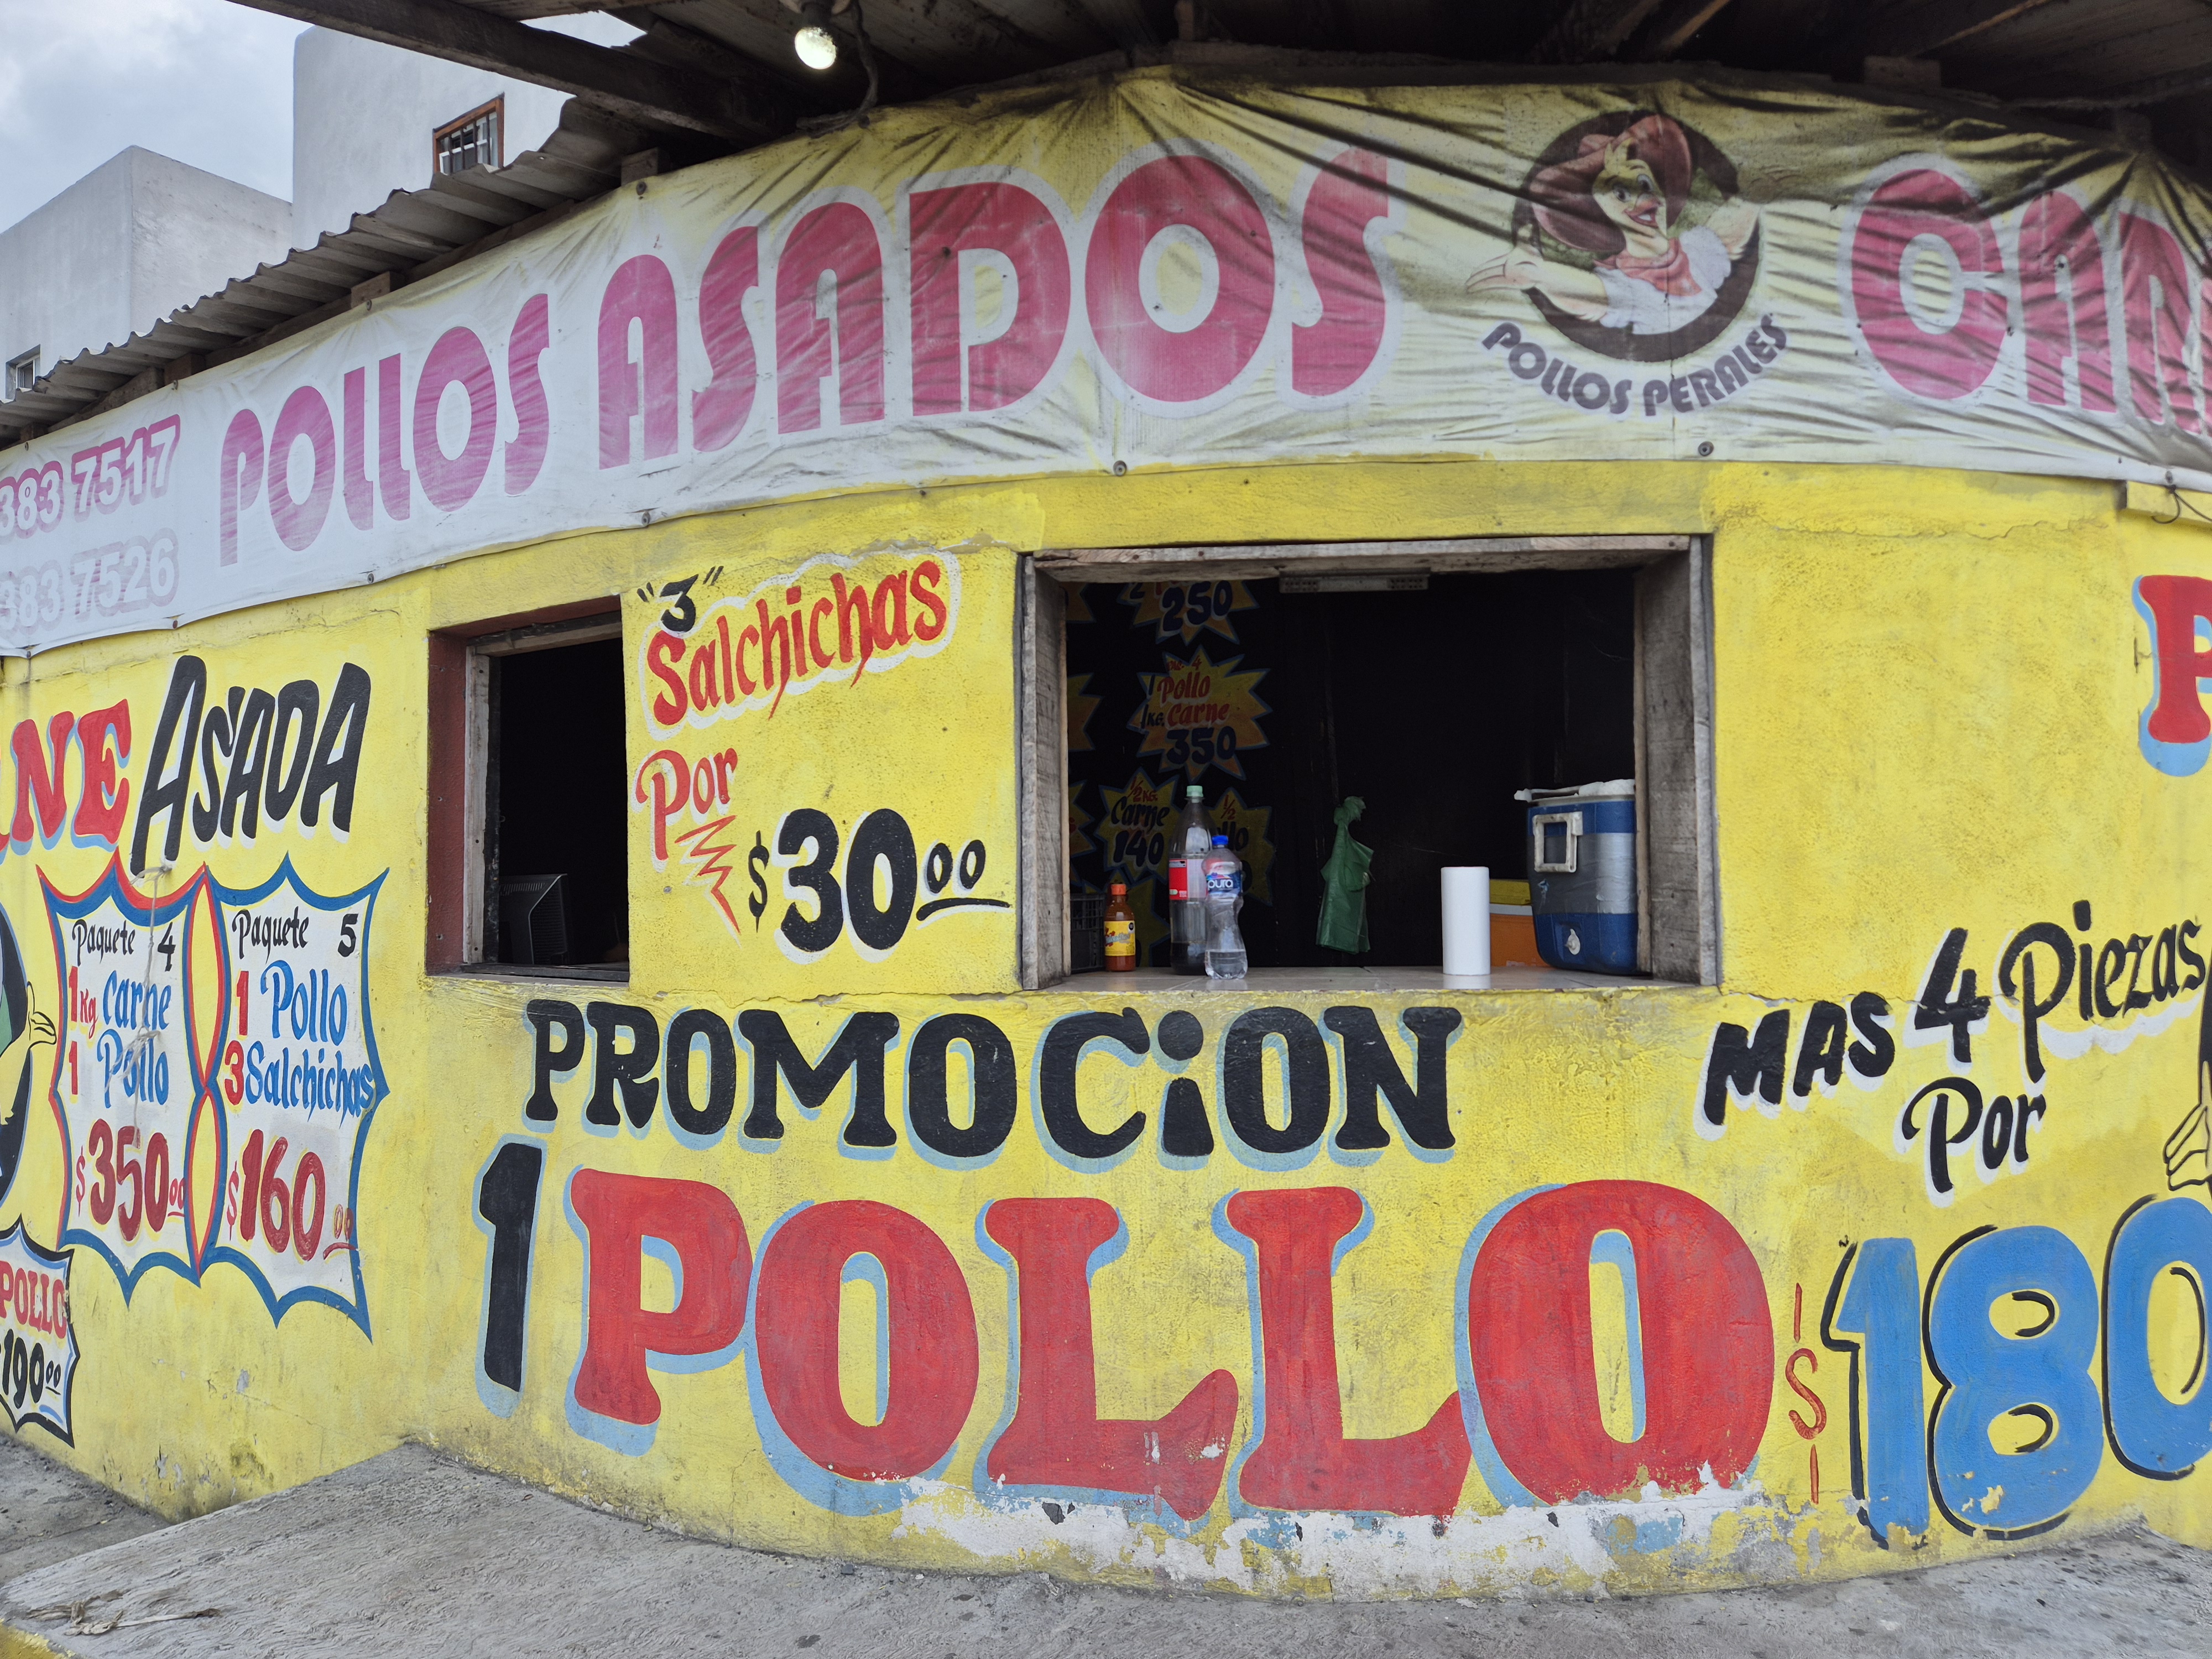 383 7517
383 7526
POLLOS ASADOS
POLLOS PERALES
ASADA
Paquete 4
1 Kg Carne
1 Pollo
$350.00
Paquete 5
1 Pollo
3 Salchichas
$160.00
POLLO
190.00
"3"
Salchichas
Por
$30.00
250
Pollo
1 KG. Carne
350
1/2 KG.
Carne
140
1/2
pura
PROMOCiON
1 POLLO
MAS 4 Piezas
Por
$180